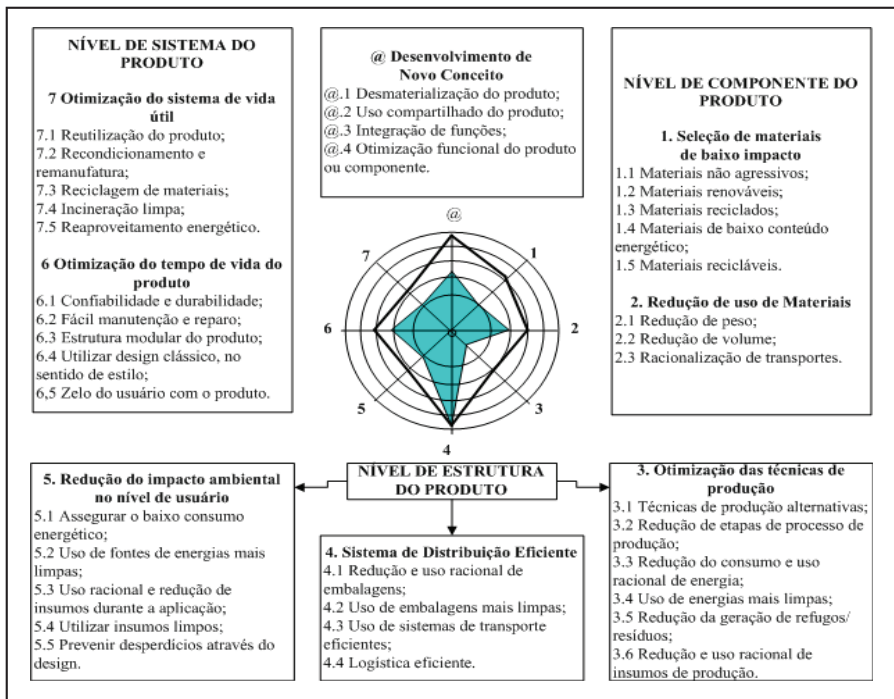 NÍVEL DE SISTEMA DO
PRODUTO
7 Otimização do sistema de vida
útil
7.1 Reutilização do produto;
7.2 Recondicionamento e
remanufatura;
7.3 Reciclagem de materiais;
7.4 Incineração limpa;
7.5 Reaproveitamento energético.
6 Otimização do tempo de vida do
produto
6.1 Confiabilidade e durabilidade;
6.2 Fácil manutenção e reparo;
6.3 Estrutura modular do produto;
6.4 Utilizar design clássico, no
sentido de estilo;
6,5 Zelo do usuário com o produto.
@ Desenvolvimento de
Novo Conceito
@.1 Desmaterialização do produto;
@.2 Uso compartilhado do produto;
@.3 Integração de funções;
@.4 Otimização funcional do produto
ou componente.
NÍVEL DE COMPONENTE DO
PRODUTO
1. Seleção de materiais
de baixo impacto
1.1 Materiais não agressivos;
1.2 Materiais renováveis;
1.3 Materiais reciclados;
1.4 Materiais de baixo conteúdo
energético;
1.5 Materiais recicláveis.
2. Redução de uso de Materiais
2.1 Redução de peso;
2.2 Redução de volume;
2.3 Racionalização de transportes.
@
7
1
6
2
5
3
4
0
NÍVEL DE ESTRUTURA
DO PRODUTO
5. Redução do impacto ambiental
no nível de usuário
5.1 Assegurar o baixo consumo
energético;
5.2 Uso de fontes de energias mais
limpas;
5.3 Uso racional e redução de
insumos durante a aplicação;
5.4 Utilizar insumos limpos;
5.5 Prevenir desperdícios através do
design.
4. Sistema de Distribuição Eficiente
4.1 Redução e uso racional de
embalagens;
4.2 Uso de embalagens mais limpas;
4.3 Uso de sistemas de transporte
eficientes;
4.4 Logística eficiente.
3. Otimização das técnicas de
produção
3.1 Técnicas de produção alternativas;
3.2 Redução de etapas de processo de
produção;
3.3 Redução do consumo e uso
racional de energia;
3.4 Uso de energias mais limpas;
3.5 Redução da geração de refugos/
resíduos;
3.6 Redução e uso racional de
insumos de produção.